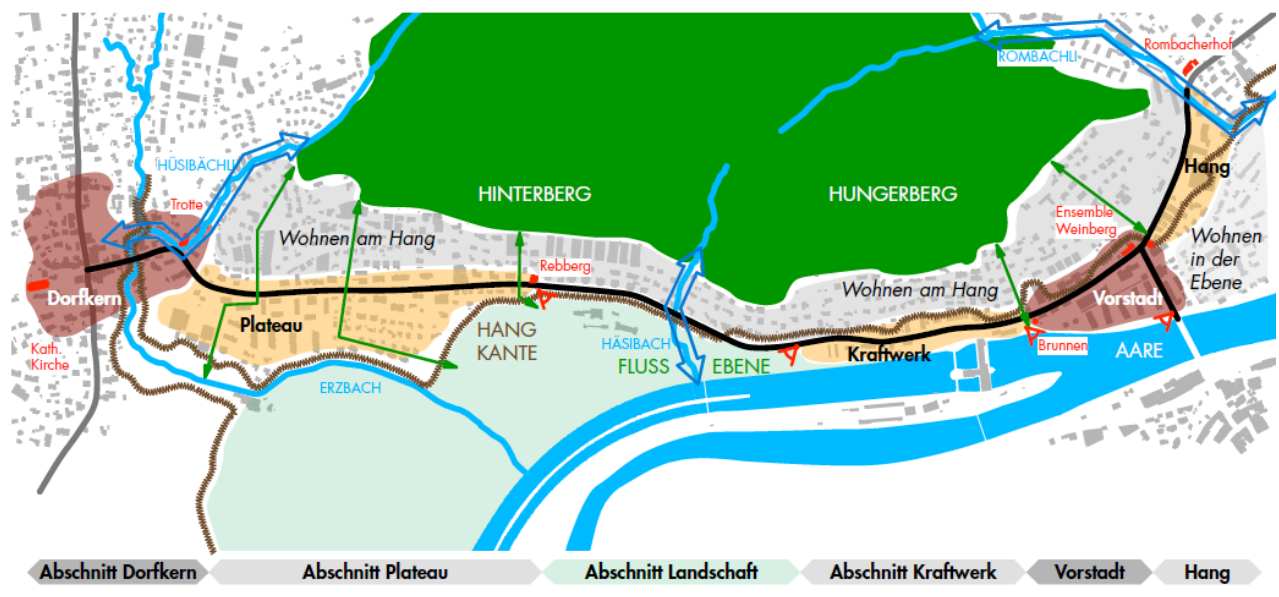 Rombacherhof
ROMBÄCHLI
HÜSIBÄCHLI
Hang
Trotte
HINTERBERG
HUNGERBERG
Ensemble
Weinberg
Wohnen am Hang
Wohnen
in der
Ebene
Rebberg
Dorfkern
Wohnen am Hang
Vorstadt
Plateau
HANG
KANTE
HÄSIBACH
Kath.
Kirche
Kraftwerk
Brunnen
AARE
FLUSS
EBENE
ERZBACH
Abschnitt Dorfkern
Abschnitt Plateau
Abschnitt Landschaft
Abschnitt Kraftwerk
Vorstadt
Hang